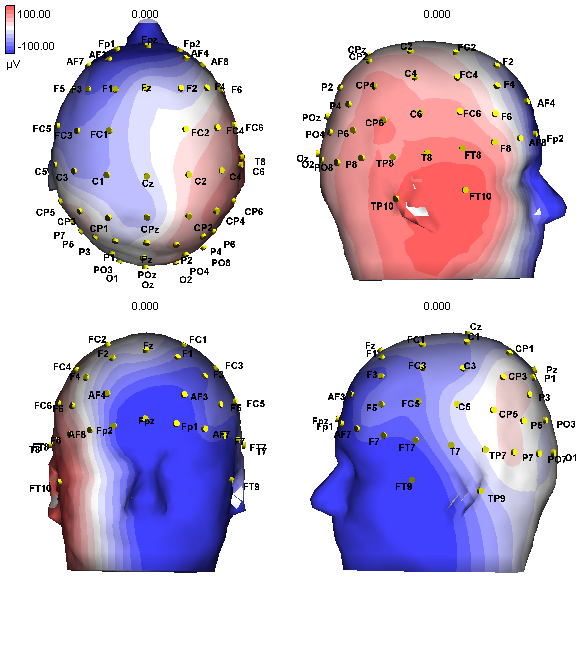 100.00
-100.00
µV
0.000
Fp1 Fpz Fp2
AF7 AF3 AF8
F5 F3 F1 Fz F2 F4 F6
FC5 FC3 FC1 FC2 FC4 FC6
T8
C5 C3 C1 Cz C2 C4 C6
CP5 CP3 CP1 CPz CP2 CP4 CP6
P7 P5 P3 P1 Pz P2 P4 P6
PO3 POz PO4 PO8
O1 Oz O2
0.000
CPz C2 FC2
CP2 F2
P2 CP4 C4 FC4 F4
P4 AF4
POz CP6 C6 FC6 F6
PO4 P6 AF8 Fp2
Oz P8 TP8 T8 FT8 F8
O2 PO8
TP10 FT10
0.000
FC2 Fz FC1
F2 F1
FC4 F4 F3 FC3
AF4 AF3
FC6 F6 F5 FC5
AF8 Fp2 Fpz Fp1 AF7
FT8 T7 FT7
T8 T7
FT10 FT9
0.000
Cz
Fz FC1 C1 CP1
F1
F3 FC3 C3 CP3 Pz
P1
AF3 F5 FC5 C5 CP5 P3
Fpz PO3
Fp1 AF7 P5
F7 FT7 T7 TP7 P7 PO7 O1
FT9 TP9